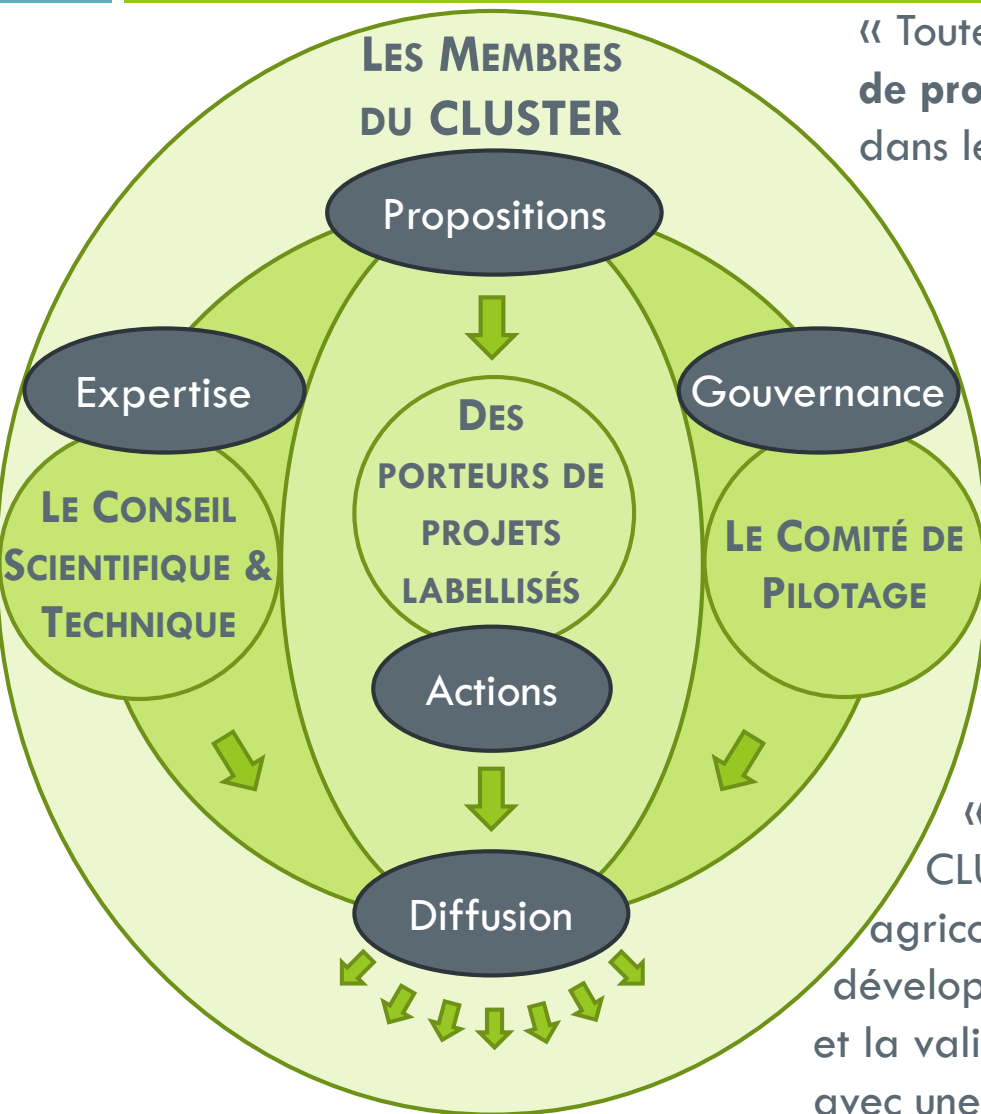 LES MEMBRES
DU CLUSTER
« Toute
de pro
dans le
Propositions
Expertise
Gouvernance
DES
PORTEURS DE
PROJETS
LABELLISÉS
LE CONSEIL
SCIENTIFIQUE &
TECHNIQUE
LE COMITÉ DE
PILOTAGE
Actions
Diffusion
«
CLU
agrico
dévelop
et la vali
avec une